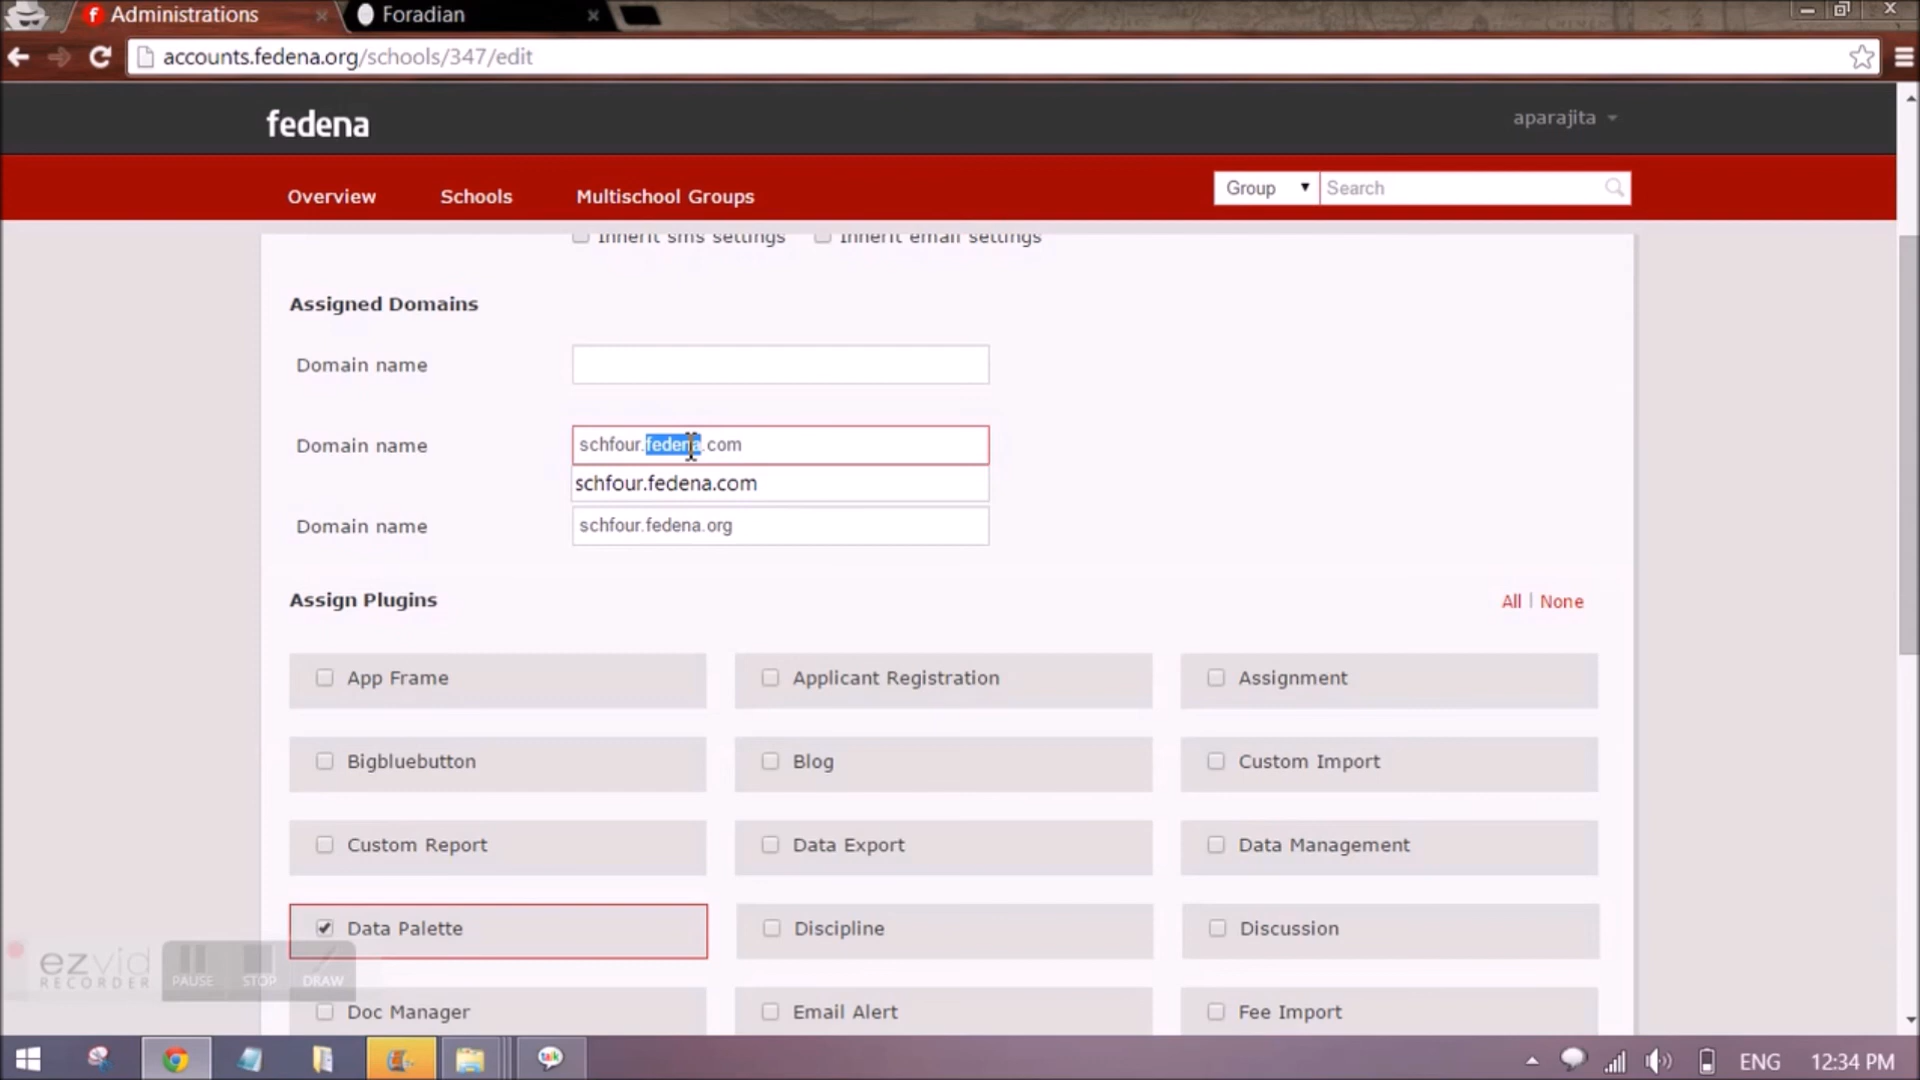 Administrations
Foradian
accounts.fedena.org/schools/347/edit
fedena
aparajita
Overview
Schools
Multischool Groups
Group
Search
Inherit sms settings
Inherit email settings
Assigned Domains
Domain name
Domain name
schfour.fedena.com
schfour.fedena.com
Domain name
schfour.fedena.org
Assign Plugins
All | None
App Frame
Applicant Registration
Assignment
Bigbluebutton
Blog
Custom Import
Custom Report
Data Export
Data Management
Data Palette
Discipline
Discussion
ezvid
RECORDER
PAUSE
STOP
DRAW
Doc Manager
Email Alert
Fee Import
talk
ENG
12:34 PM